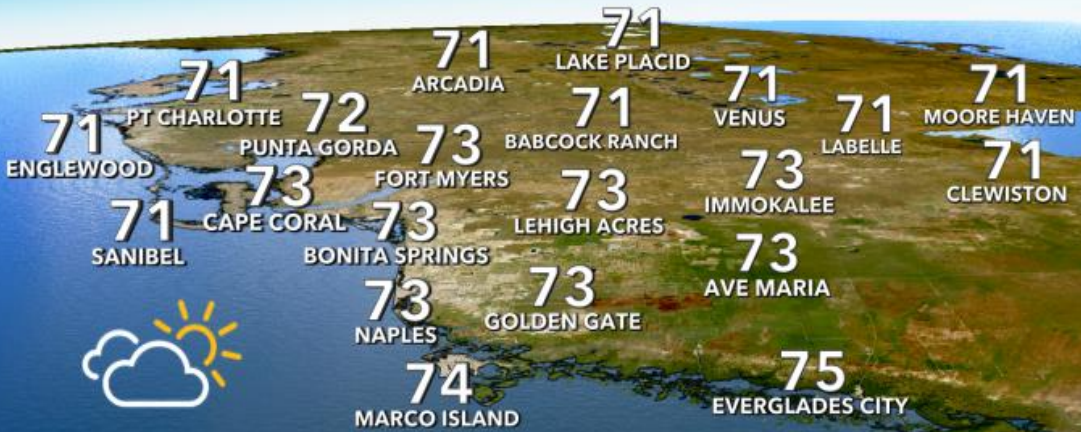 71
LAKE PLACID
71
ARCADIA
71
PT CHARLOTTE
71
VENUS
71
MOORE HAVEN
72
PUNTA GORDA
71
BABCOCK RANCH
71
LABELLE
71
ENGLEWOOD
73
FORT MYERS
71
CLEWISTON
73
CAPE CORAL
73
LEHIGH ACRES
73
IMMOKALEE
71
SANIBEL
73
BONITA SPRINGS
73
AVE MARIA
73
NAPLES
73
GOLDEN GATE
74
MARCO ISLAND
75
EVERGLADES CITY